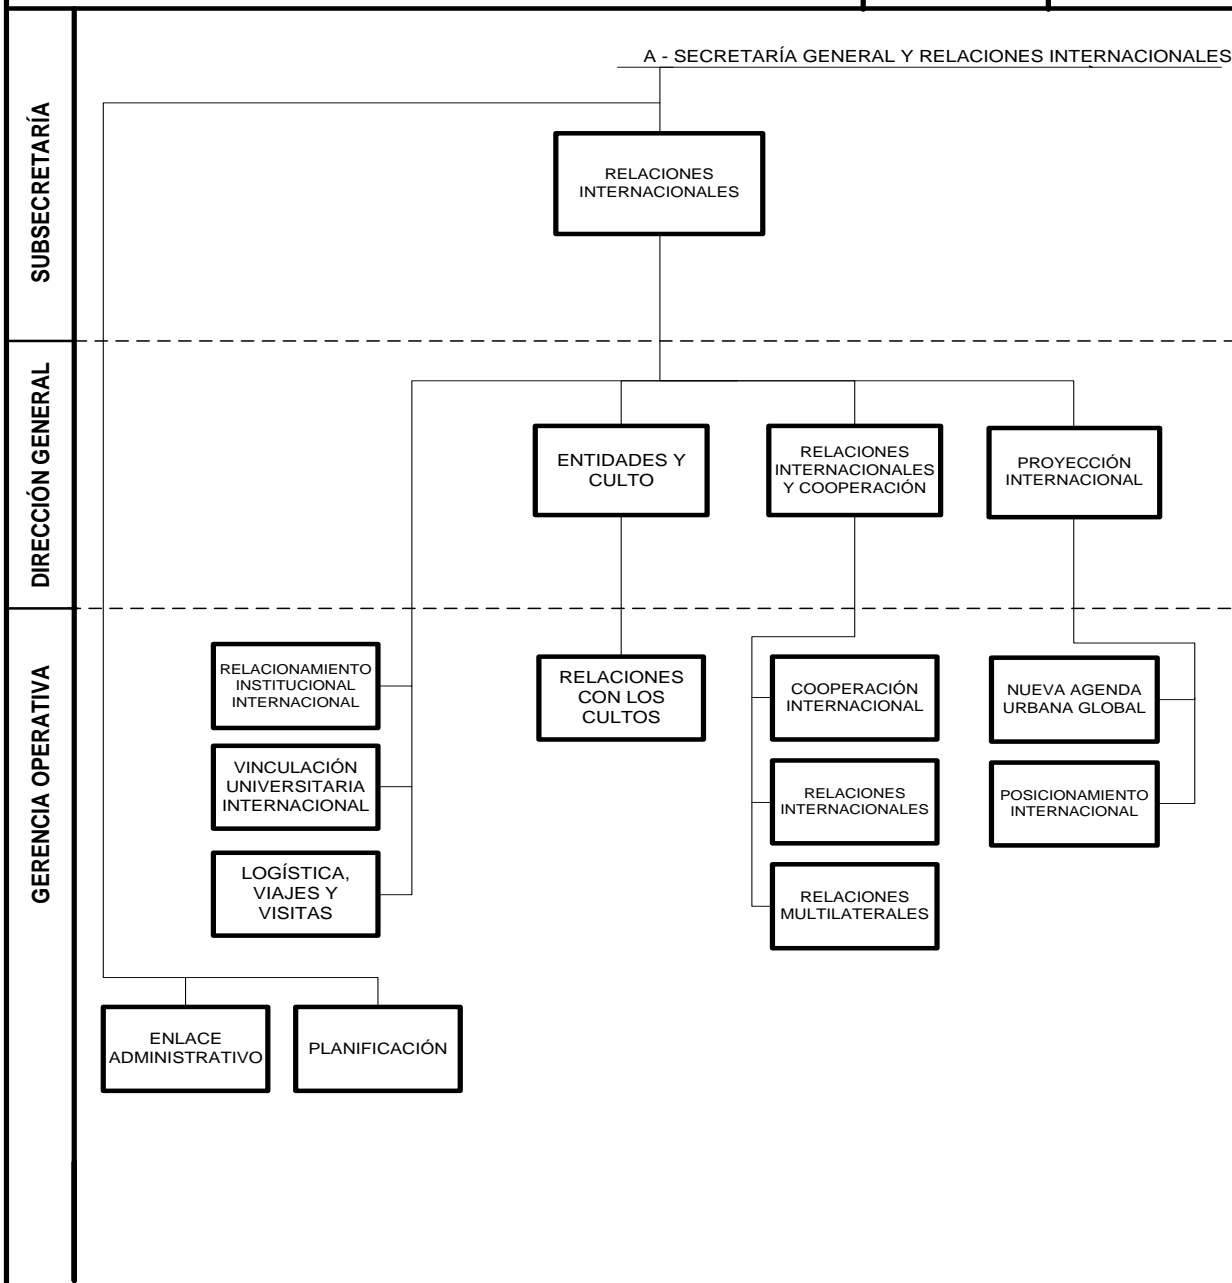 A - SECRETARÍA GENERAL Y RELACIONES INTERNACIONALES
SUBSECRETARÍA
RELACIONES
INTERNACIONALES
DIRECCIÓN GENERAL
ENTIDADES Y
CULTO
RELACIONES
INTERNACIONALES
Y COOPERACIÓN
PROYECCIÓN
INTERNACIONAL
GERENCIA OPERATIVA
RELACIONAMIENTO
INSTITUCIONAL
INTERNACIONAL
VINCULACIÓN
UNIVERSITARIA
INTERNACIONAL
LOGÍSTICA,
VIAJES Y
VISITAS
RELACIONES
CON LOS
CULTOS
COOPERACIÓN
INTERNACIONAL
RELACIONES
INTERNACIONALES
RELACIONES
MULTILATERALES
NUEVA AGENDA
URBANA GLOBAL
POSICIONAMIENTO
INTERNACIONAL
ENLACE
ADMINISTRATIVO
PLANIFICACIÓN